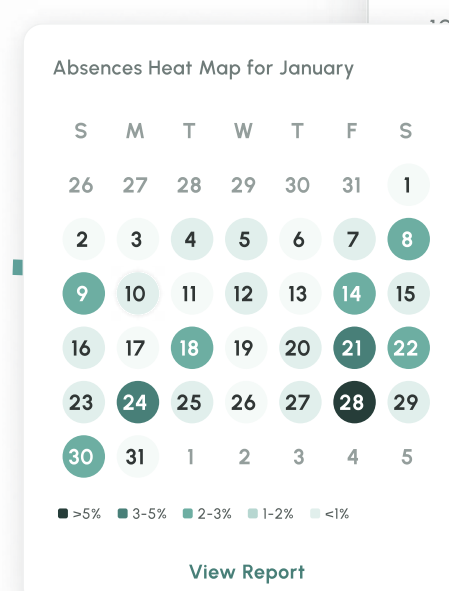 Absences Heat Map for January
S M T W T F S
26 27 28 29 30 31 1
2 3 4 5 6 7 8
9 10 11 12 13 14 15
16 17 18 19 20 21 22
23 24 25 26 27 28 29
30 31 1 2 3 4 5
>5% 3-5% 2-3% 1-2% <1%
View Report